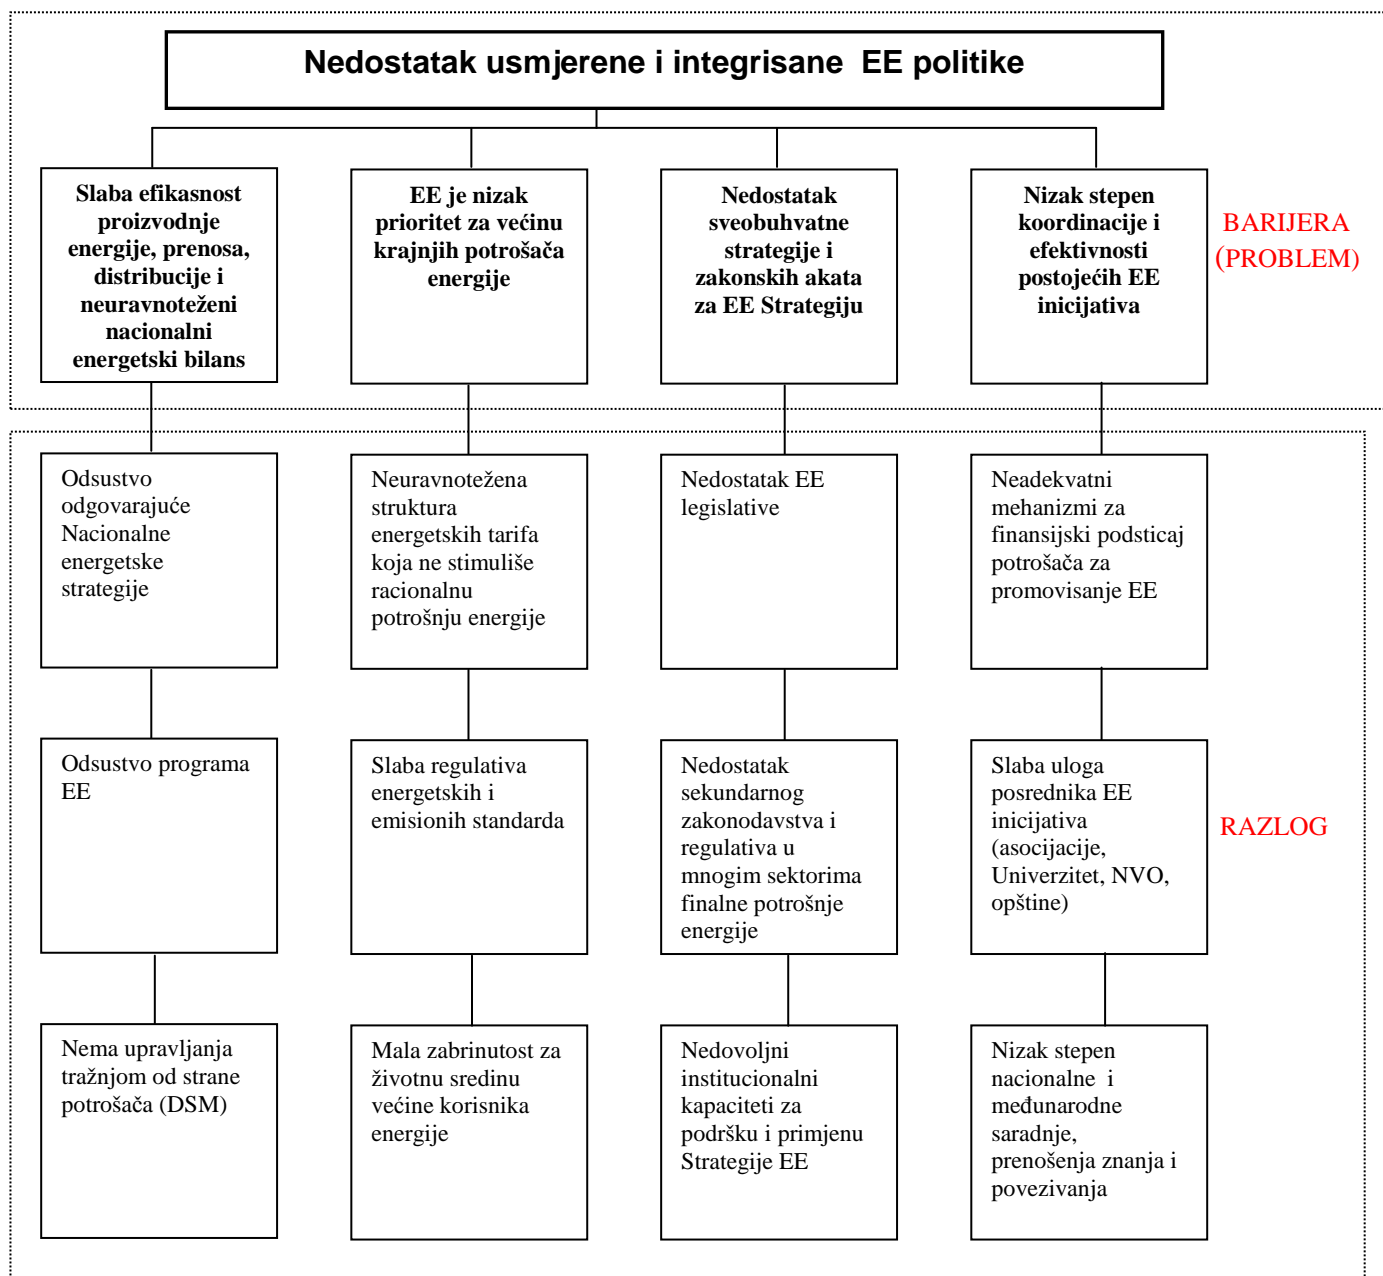 Nedostatak usmjerene i integrisane  EE politike
Slaba efikasnost
proizvodnje
energije, prenosa,
distribucije i
neuravnoteženi
nacionalni
energetski bilans
EE je nizak
prioritet za većinu
krajnjih potrošača
energije
Nedostatak
sveobuhvatne
strategije i
zakonskih akata
za EE Strategiju
Nizak stepen
koordinacije i
efektivnosti
postojećih EE
inicijativa
BARIJERA
(PROBLEM)
Odsustvo
odgovarajuće
Nacionalne
energetske
strategije
Neuravnotežena
struktura
energetskih tarifa
koja ne stimuliše
racionalnu
potrošnju energije
Nedostatak EE
legislative
Neadekvatni
mehanizmi za
finansijski podsticaj
potrošača za
promovisanje EE
Odsustvo programa
EE
Slaba regulativa
energetskih i
emisionih standarda
Nedostatak
sekundarnog
zakonodavstva i
regulativa u
mnogim sektorima
finalne potrošnje
energije
Slaba uloga
posrednika EE
inicijativa
(asocijacije,
Univerzitet, NVO,
opštine)
RAZLOG
Nema upravljanja
tražnjom od strane
potrošača (DSM)
Mala zabrinutost za
životnu sredinu
većine korisnika
energije
Nedovoljni
institucionalni
kapaciteti za
podršku i primjenu
Strategije EE
Nizak stepen
nacionalne  i
međunarodne
saradnje,
prenošenja znanja i
povezivanja